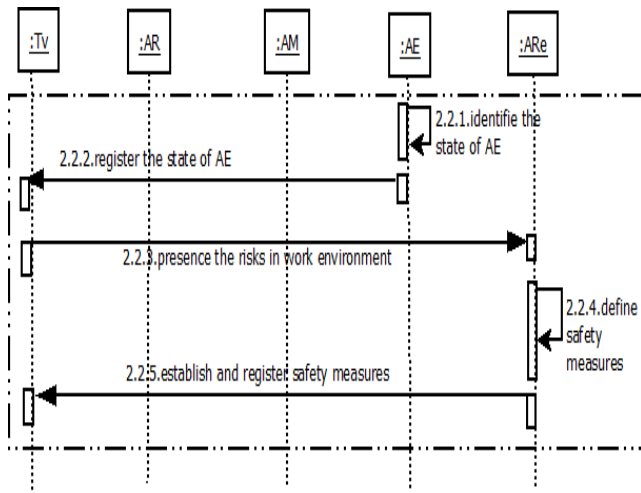 :Tv
:AR
:AM
:AE
:ARe
2.2.1.identifie the
state of AE
2.2.2.register the state of AE
2.2.3.presence the risks in work environment
2.2.4.define
safety
measures
2.2.5.establish and register safety measures